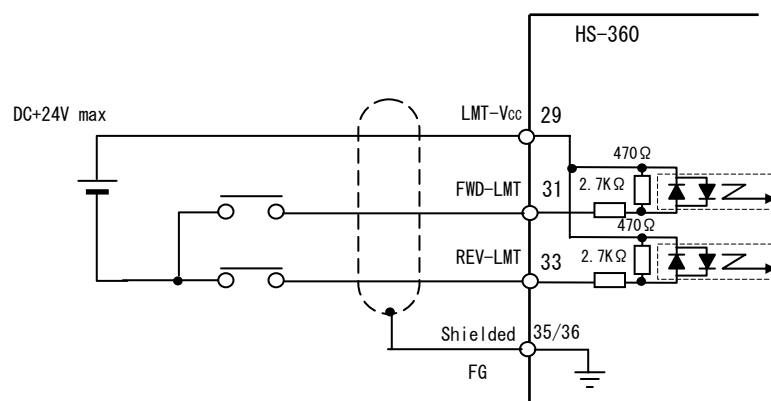 HS-360
DC+24V max
LMT-Vcc 29
470Ω
2.7KΩ
FWD-LMT 31
470Ω
2.7KΩ
REV-LMT 33
Shielded 35/36
FG